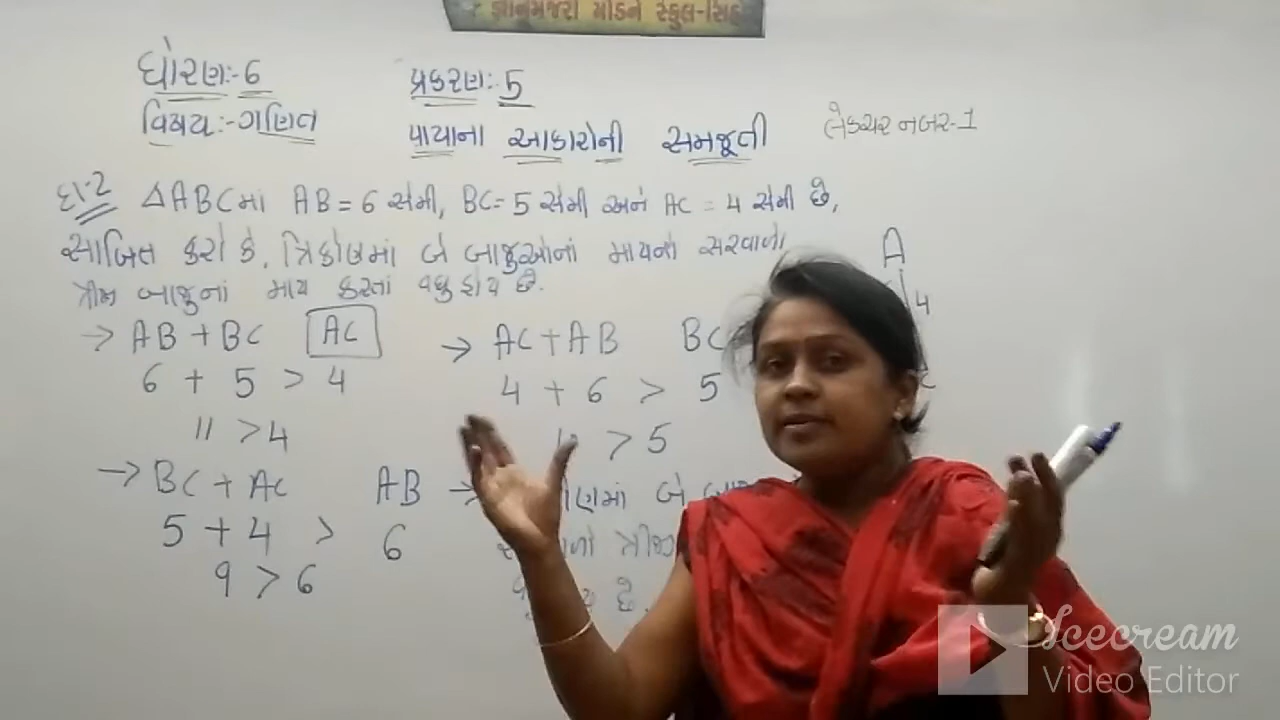 જ્ઞાનમંજરી મોડર્ન સ્કુલ-સિહ
ધોરણ:-6
પ્રકરણ:-5
વિષય:-ગણિત
પાયાના આકારોની સમજૂતી
લેક્ચર નબર-1
દા-2 ΔABCમાં AB=6 સેમી, BC=5 સેમી અને AC=4 સેમી છે,
સાબિત કરો કે, ત્રિકોણમાં બે બાજુઓનાં માપનો સરવાળો
ત્રીજી બાજુનાં માપ કરતાં વધુ હોય છે.
→ AB+BC AC
6+5>4
11>4
→ AC+AB BC
4+6>5
>5
→ BC+AC AB
5+4>6
9>6
→ બે
ત્રીજી
છે.
A
4
Icecream
Video Editor